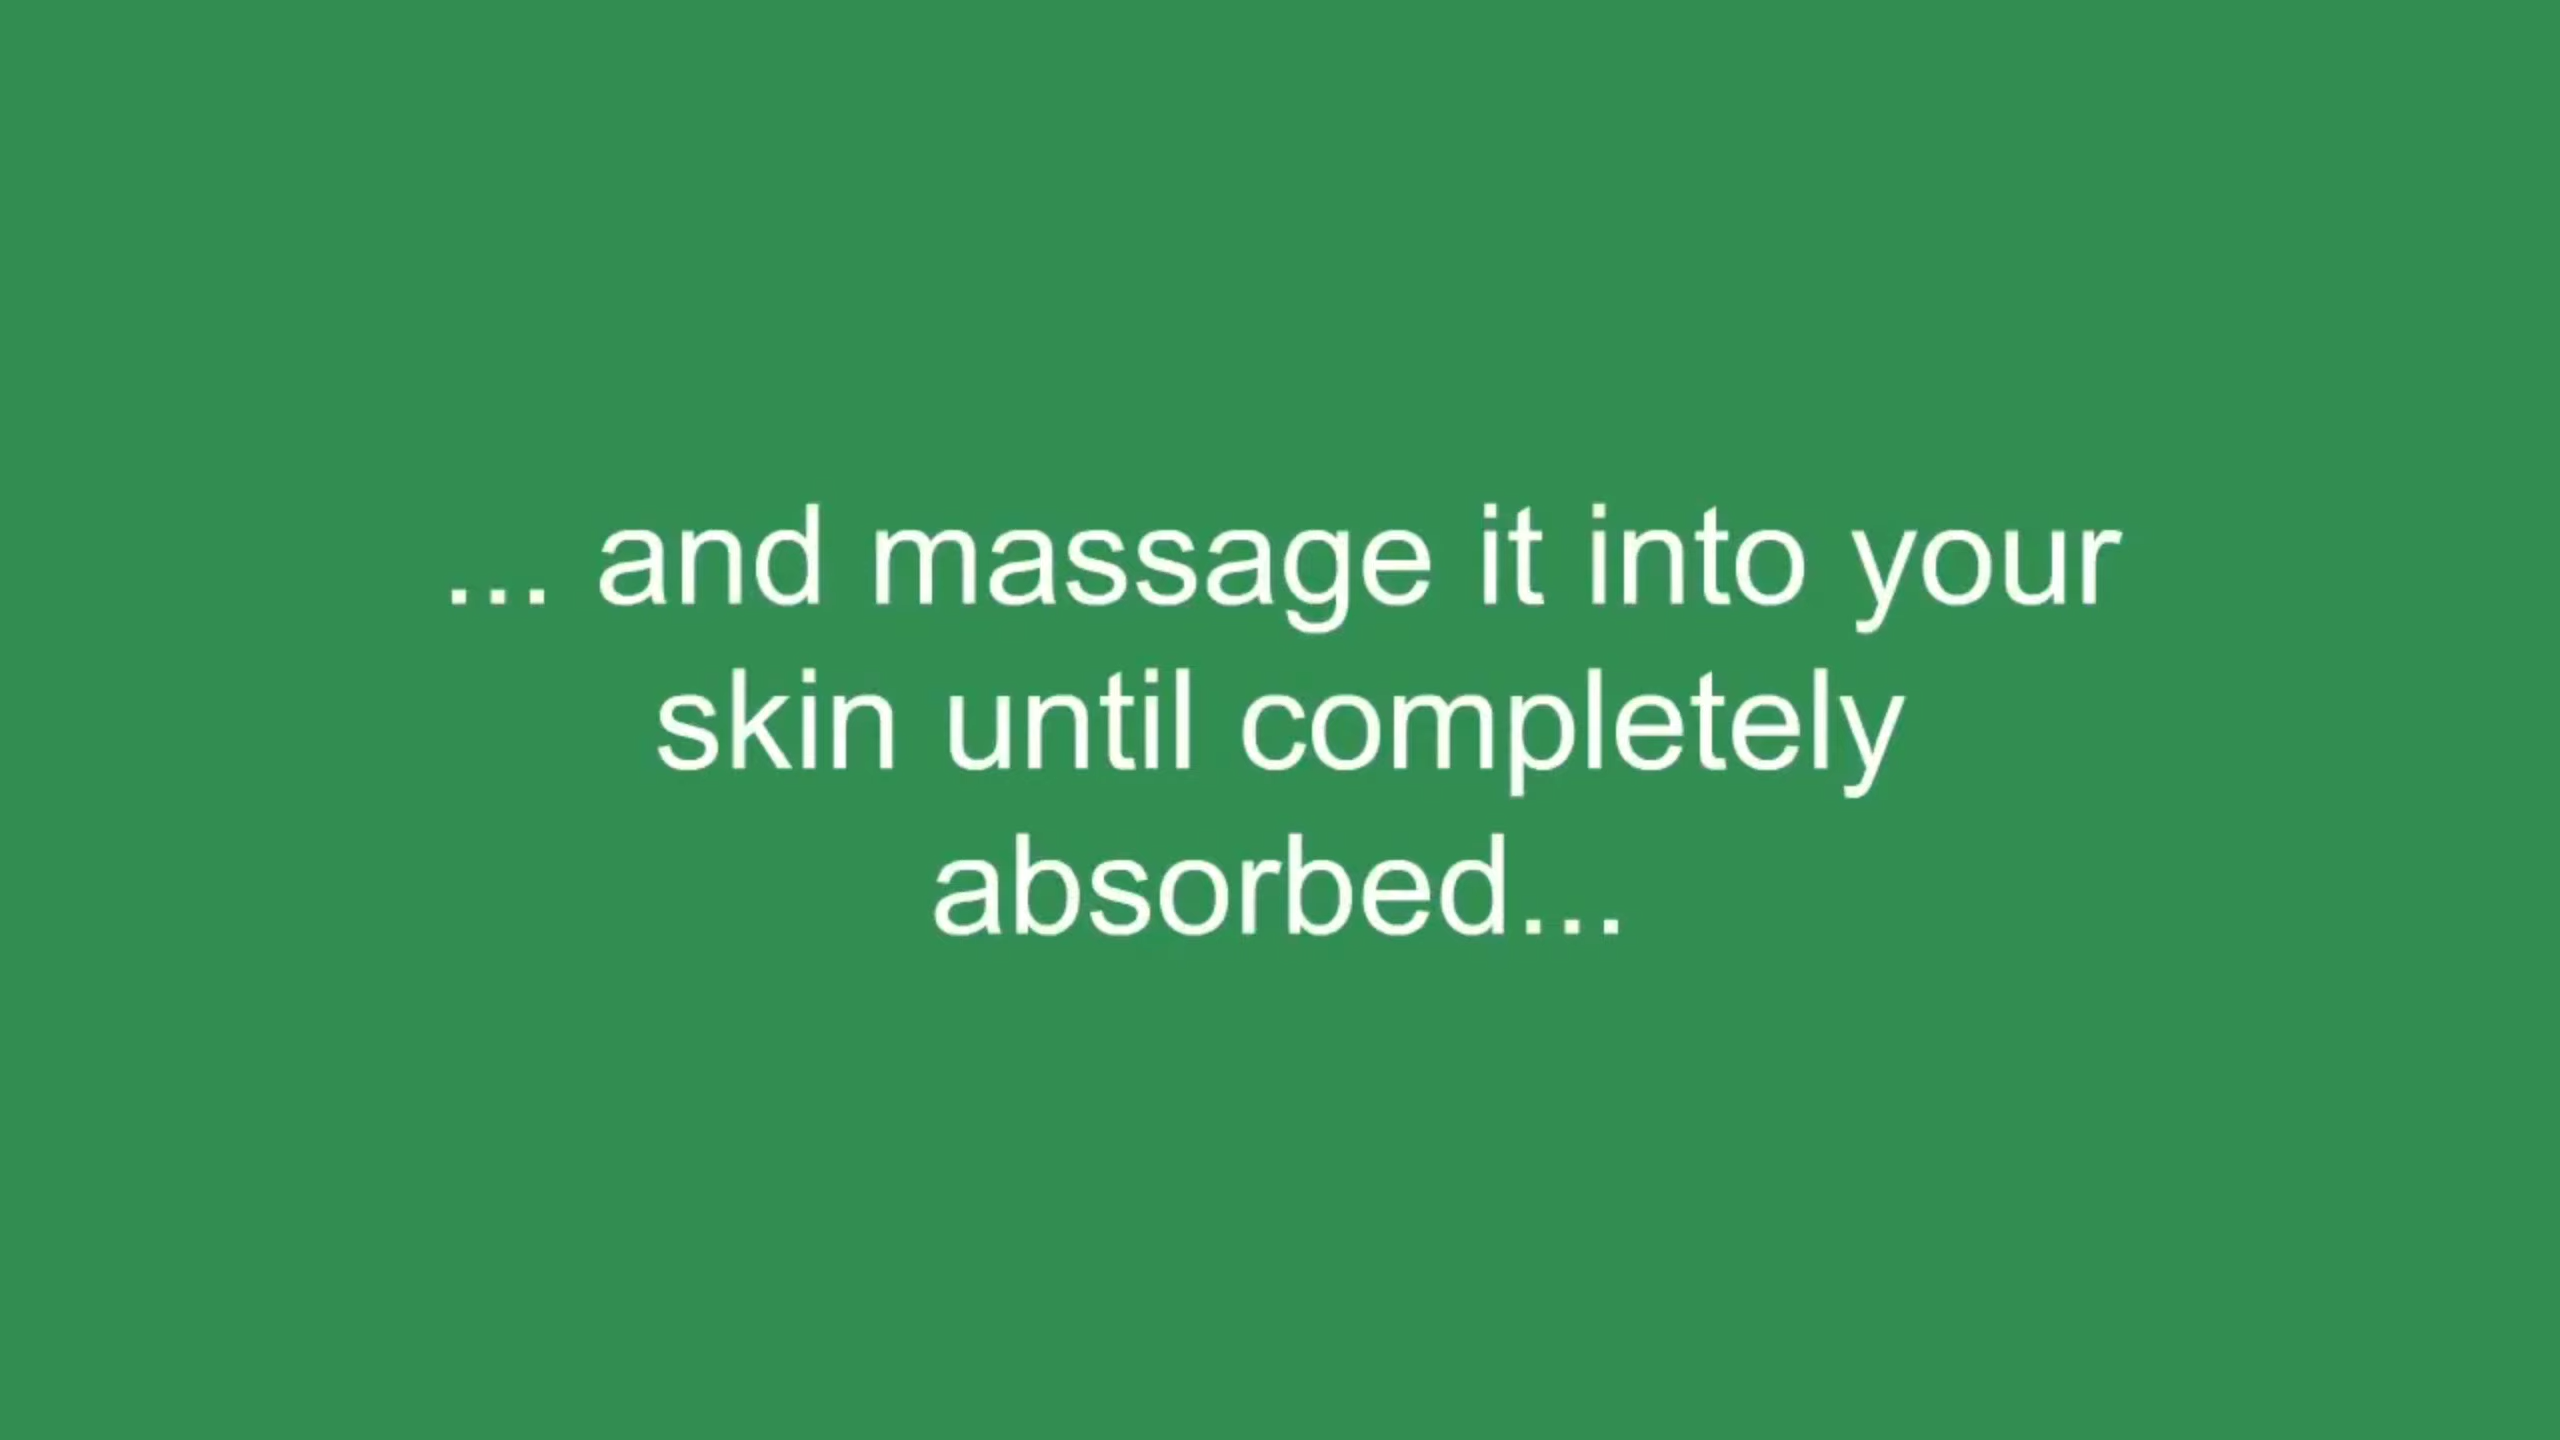 ... and massage it into your
skin until completely
absorbed...